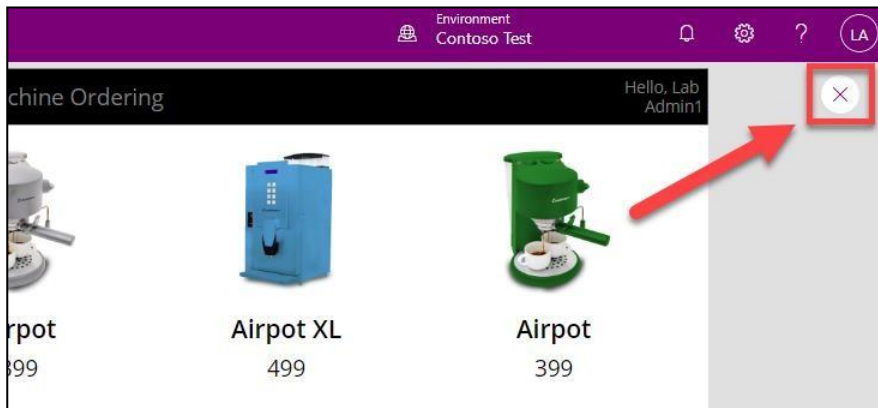 Environment
Contoso Test
?
LA
chine Ordering
Hello, Lab
Admin1
rpot
Airpot XL
Airpot
399
499
399